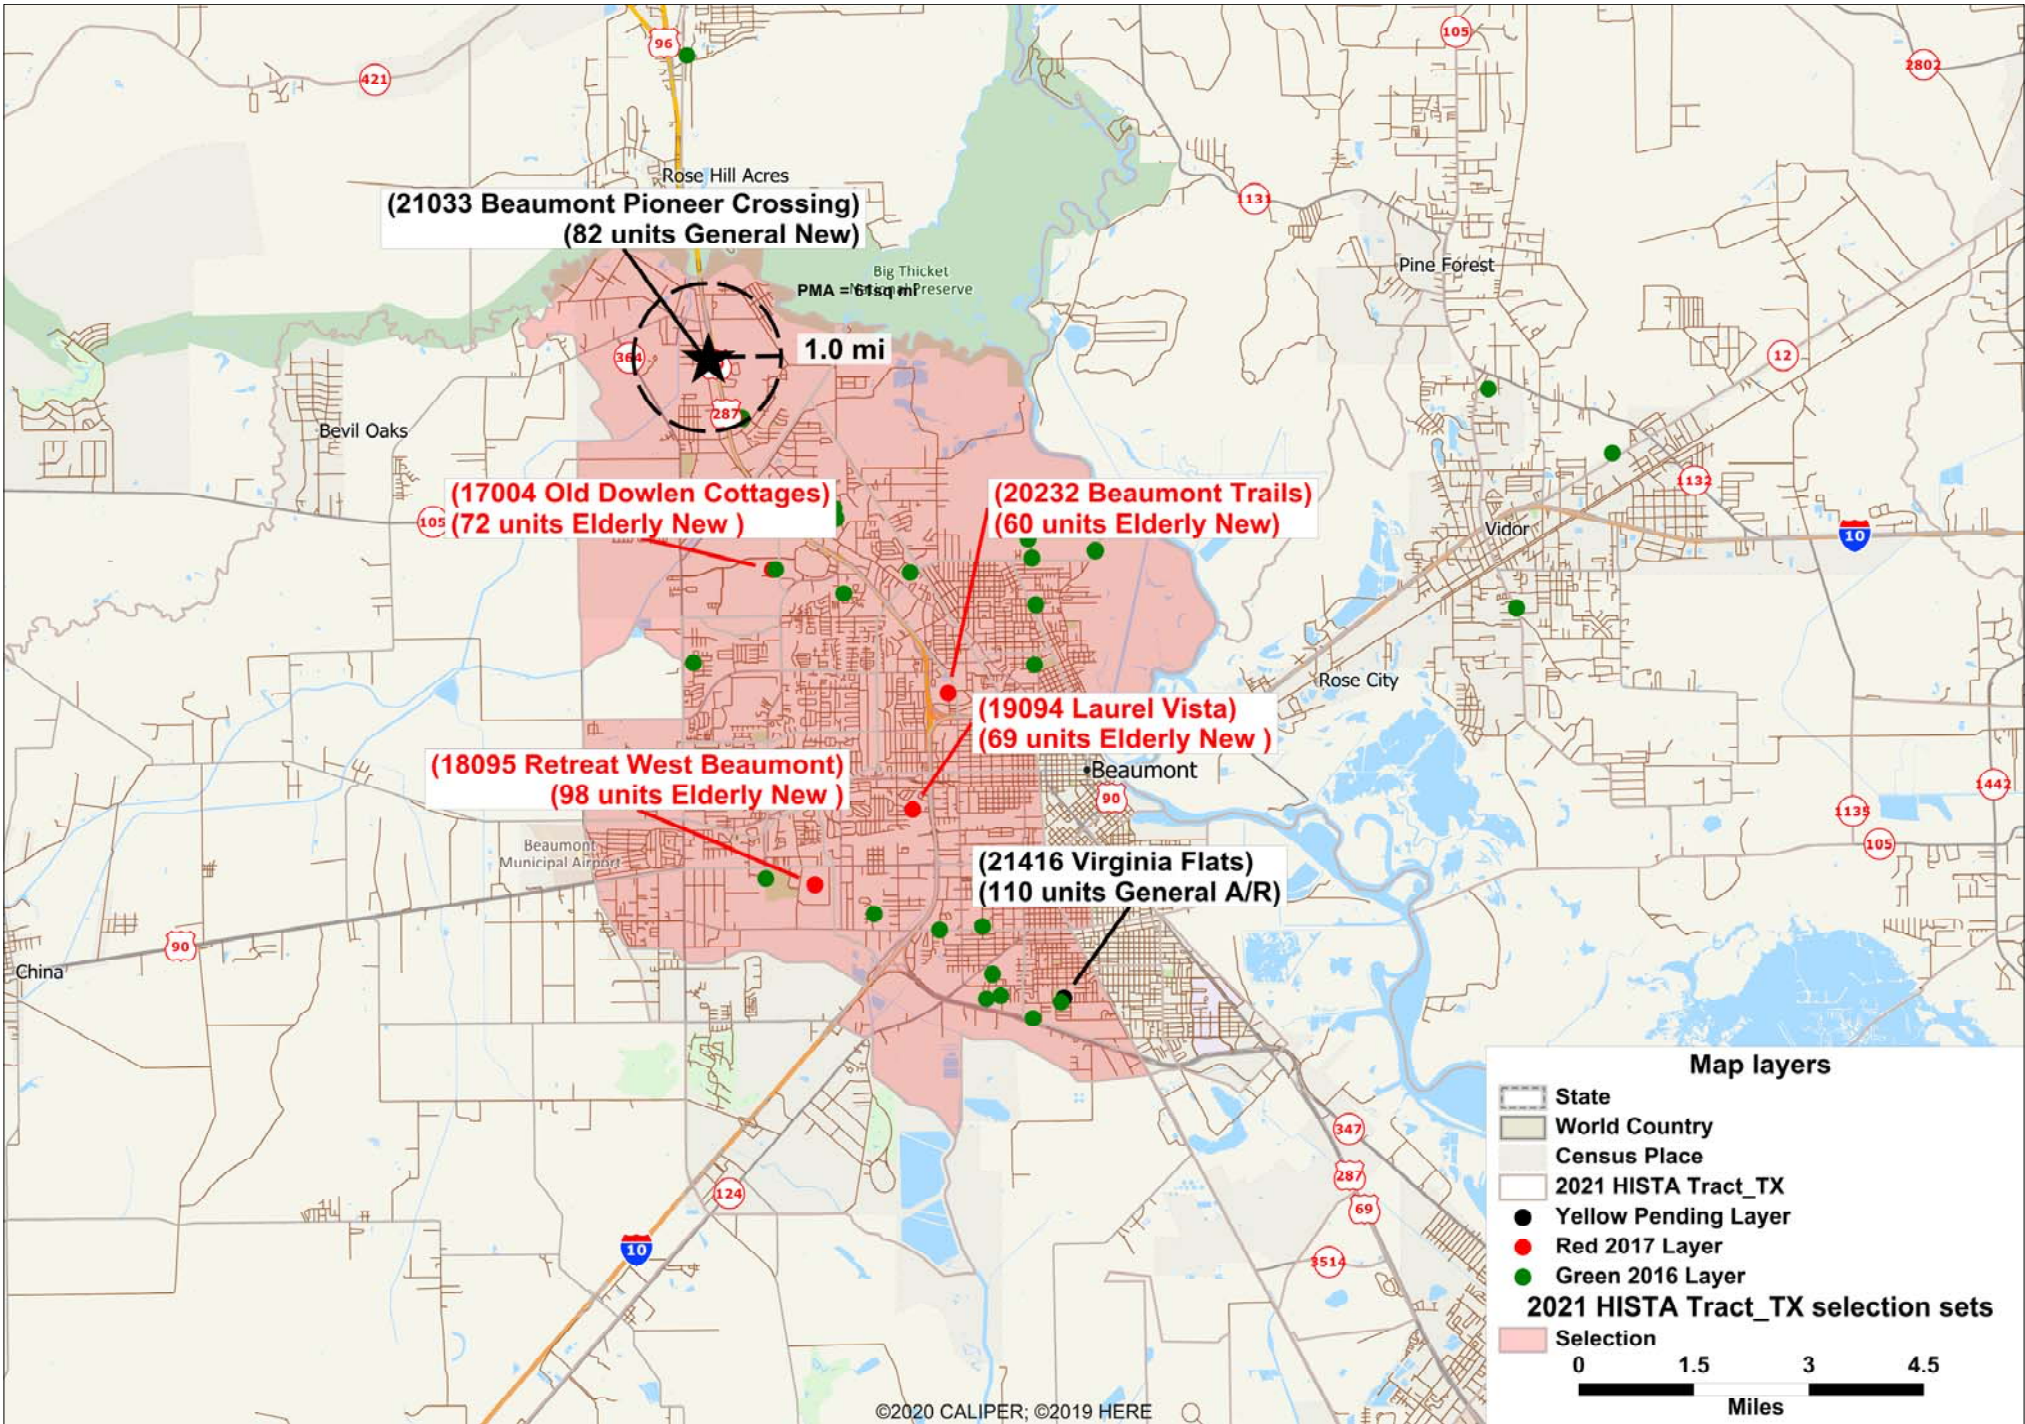 96
105
421
2802
Rose Hill Acres
(21033 Beaumont Pioneer Crossing)
(82 units General New)
1131
Big Thicket
National Preserve
PMA = 61sq mi
Pine Forest
1.0 mi
364
12
287
Bevil Oaks
(17004 Old Dowlen Cottages)
(72 units Elderly New )
(20232 Beaumont Trails)
(60 units Elderly New)
105
1132
Vidor
10
Rose City
(19094 Laurel Vista)
(69 units Elderly New )
(18095 Retreat West Beaumont)
(98 units Elderly New )
Beaumont
90
1442
1135
105
Beaumont
Municipal Airport
(21416 Virginia Flats)
(110 units General A/R)
90
China
Map layers
State
World Country
Census Place
2021 HISTA Tract_TX
Yellow Pending Layer
Red 2017 Layer
Green 2016 Layer
2021 HISTA Tract_TX selection sets
Selection
0 1.5 3 4.5
Miles
347
287
69
124
10
3514
©2020 CALIPER; ©2019 HERE